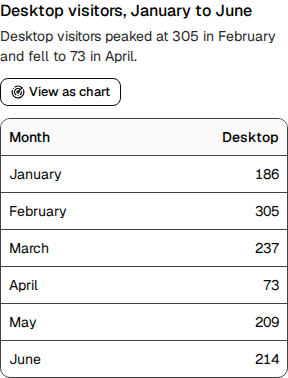 Desktop visitors, January to June
Desktop visitors peaked at 305 in February
and fell to 73 in April.
View as chart
Month Desktop
January 186
February 305
March 237
April 73
May 209
June 214